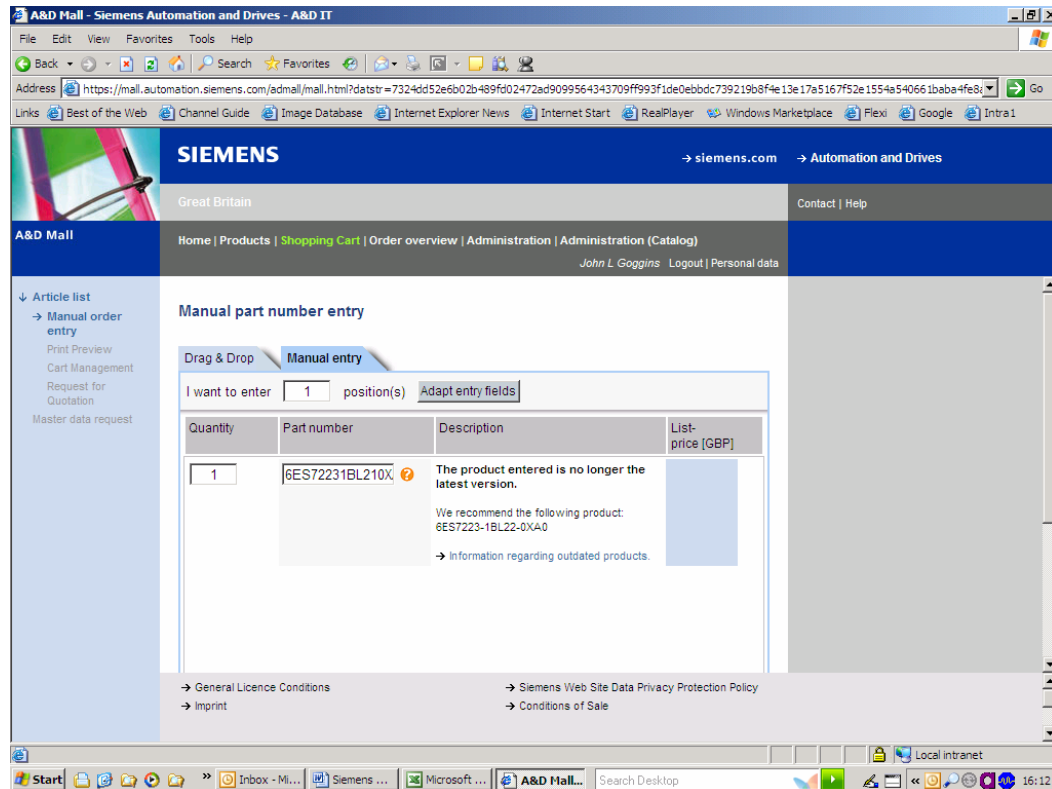 A&D Mall - Siemens Automation and Drives - A&D IT
File Edit View Favorites Tools Help
Back Search Favorites
Address https://mall.automation.siemens.com/admall/mall.html?datstr=7324dd52e6b02b489fd02472ad9099564343709ff993f1de0ebbdc739219b8f4e13e17a5167f52e1554a540661baba4fe8 Go
Links Best of the Web Channel Guide Image Database Internet Explorer News Internet Start RealPlayer Windows Marketplace Flexi Google Intra1
SIEMENS
→ siemens.com → Automation and Drives
Great Britain
Contact | Help
A&D Mall
Home | Products | Shopping Cart | Order overview | Administration | Administration (Catalog)
John L Goggins Logout | Personal data
Article list
→ Manual order
entry
Print Preview
Cart Management
Request for
Quotation
Master data request
Manual part number entry
Drag & Drop Manual entry
I want to enter 1 position(s) Adapt entry fields
Quantity Part number Description List-
price [GBP]
1 6ES72231BL210X ? The product entered is no longer the
latest version.
We recommend the following product:
6ES7223-1BL22-0XA0
→ Information regarding outdated products.
→ General Licence Conditions → Siemens Web Site Data Privacy Protection Policy
→ Imprint → Conditions of Sale
Local intranet
Start » Inbox - Mi... Siemens ... Microsoft ... A&D Mall... Search Desktop « 16:12